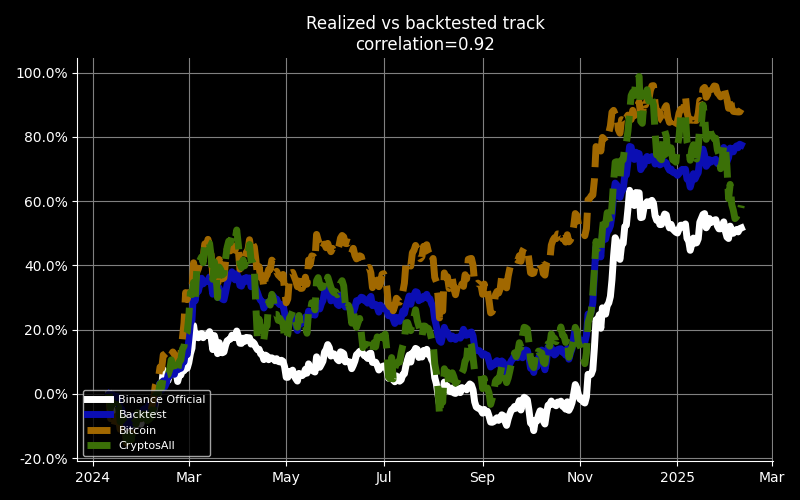 Realized vs backtested track
correlation=0.92
100.0%
80.0%
60.0%
40.0%
20.0%
0.0%
-20.0%
Binance Official
Backtest
Bitcoin
CryptosAll
2024 Mar May Jul Sep Nov 2025 Mar